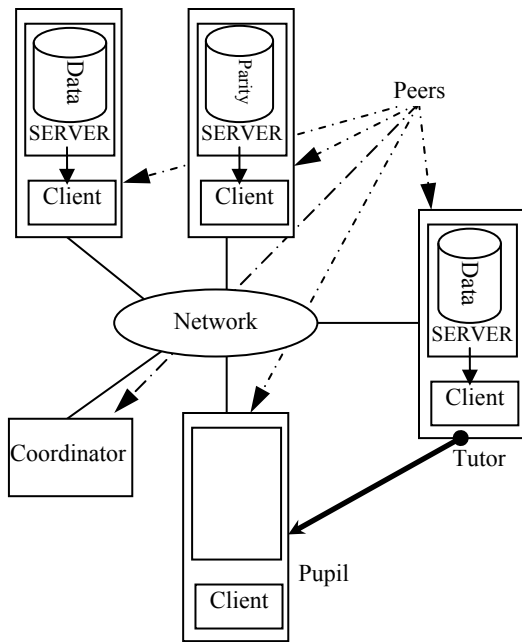 Data
SERVER
Client
Parity
SERVER
Client
Peers
Data
SERVER
Client
Tutor
Network
Coordinator
Pupil
Client